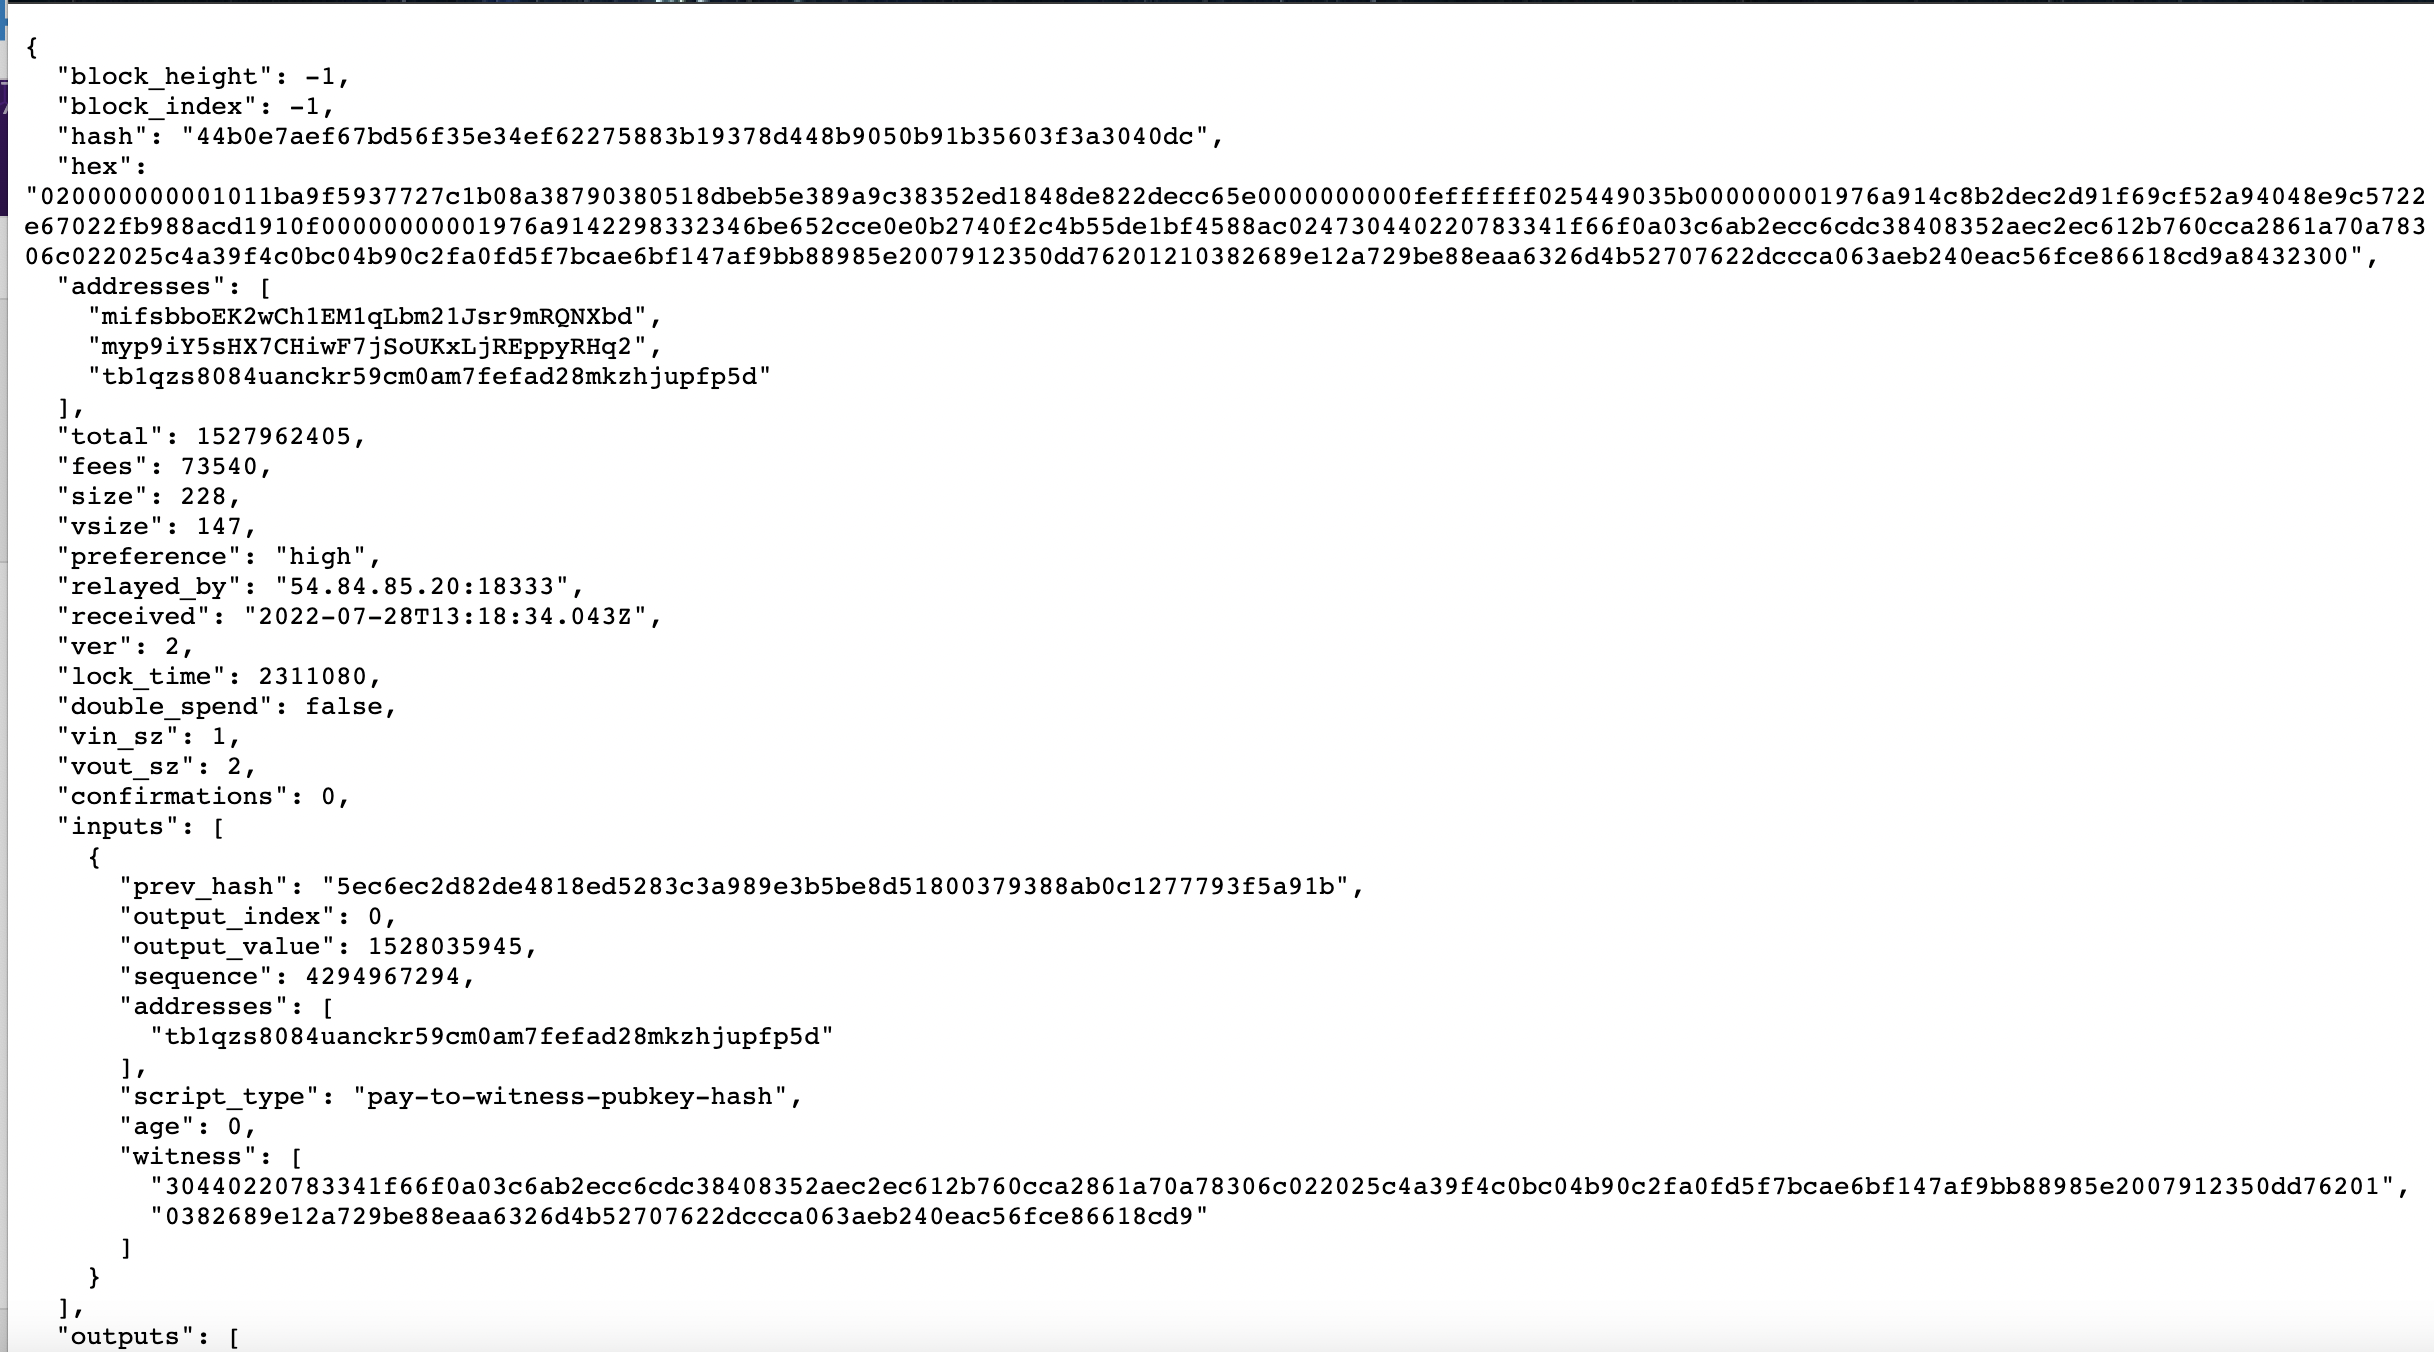 {
"block_height": -1,
"block_index": -1,
"hash": "44b0e7aef67bd56f35e34ef62275883b19378d448b9050b91b35603f3a3040dc",
"hex":
"020000000001011ba9f5937727c1b08a38790380518dbeb5e389a9c38352ed1848de822decc65e0000000000feffffff025449035b000000001976a914c8b2dec2d91f69cf52a94048e9c5722
e67022fb988acd1910f00000000001976a9142298332346be652cce0e0b2740f2c4b55de1bf4588ac024730440220783341f66f0a03c6ab2ecc6cdc38408352aec2ec612b760cca2861a70a783
06c022025c4a39f4c0bc04b90c2fa0fd5f7bcae6bf147af9bb88985e2007912350dd76201210382689e12a729be88eaa6326d4b52707622dccca063aeb240eac56fce86618cd9a8432300",
"addresses": [
"mifsbboEK2wCh1EM1qLbm21Jsr9mRQNXbd",
"myp9iY5sHX7CHiwF7jSoUKxLjREppyRHq2",
"tb1qzs8084uanckr59cm0am7fefad28mkzhjupfp5d"
],
"total": 1527962405,
"fees": 73540,
"size": 228,
"vsize": 147,
"preference": "high",
"relayed_by": "54.84.85.20:18333",
"received": "2022-07-28T13:18:34.043Z",
"ver": 2,
"lock_time": 2311080,
"double_spend": false,
"vin_sz": 1,
"vout_sz": 2,
"confirmations": 0,
"inputs": [
{
"prev_hash": "5ec6ec2d82de4818ed5283c3a989e3b5be8d51800379388ab0c1277793f5a91b",
"output_index": 0,
"output_value": 1528035945,
"sequence": 4294967294,
"addresses": [
"tb1qzs8084uanckr59cm0am7fefad28mkzhjupfp5d"
],
"script_type": "pay-to-witness-pubkey-hash",
"age": 0,
"witness": [
"30440220783341f66f0a03c6ab2ecc6cdc38408352aec2ec612b760cca2861a70a78306c022025c4a39f4c0bc04b90c2fa0fd5f7bcae6bf147af9bb88985e2007912350dd76201",
"0382689e12a729be88eaa6326d4b52707622dccca063aeb240eac56fce86618cd9"
]
}
],
"outputs": [